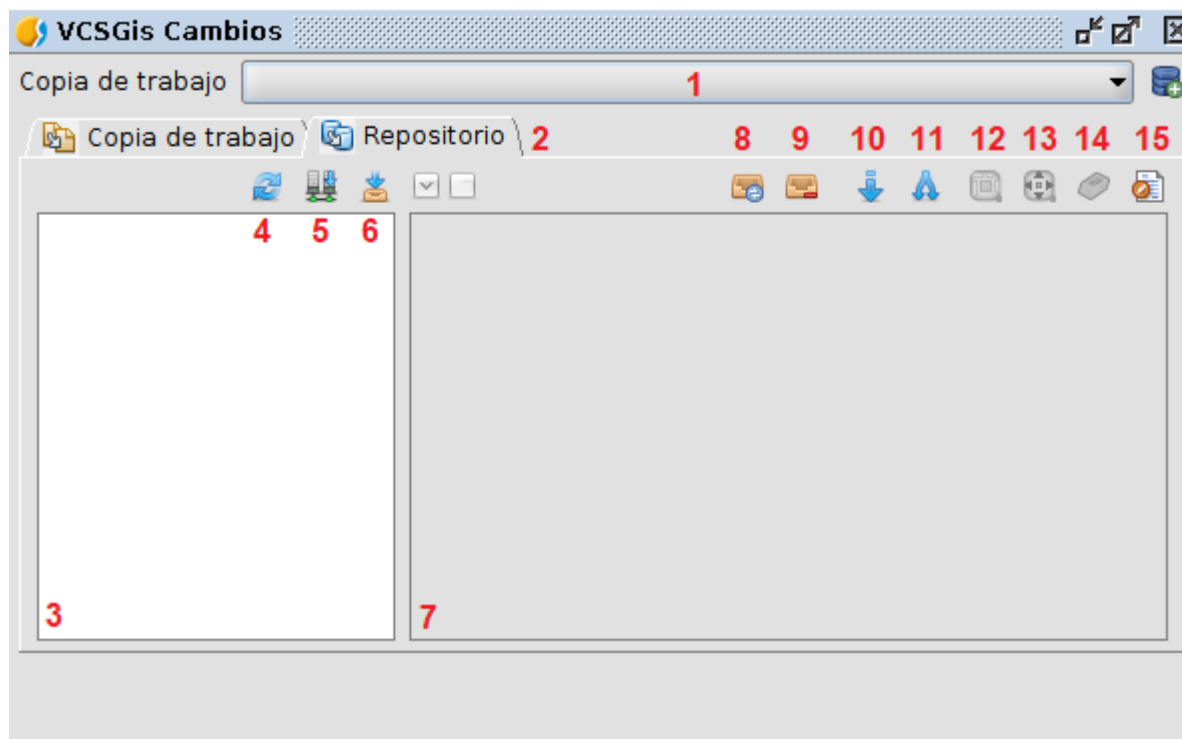 VCSGis Cambios
Copia de trabajo 1
Copia de trabajo Repositorio 2 8 9 10 11 12 13 14 15
4 5 6
3 7